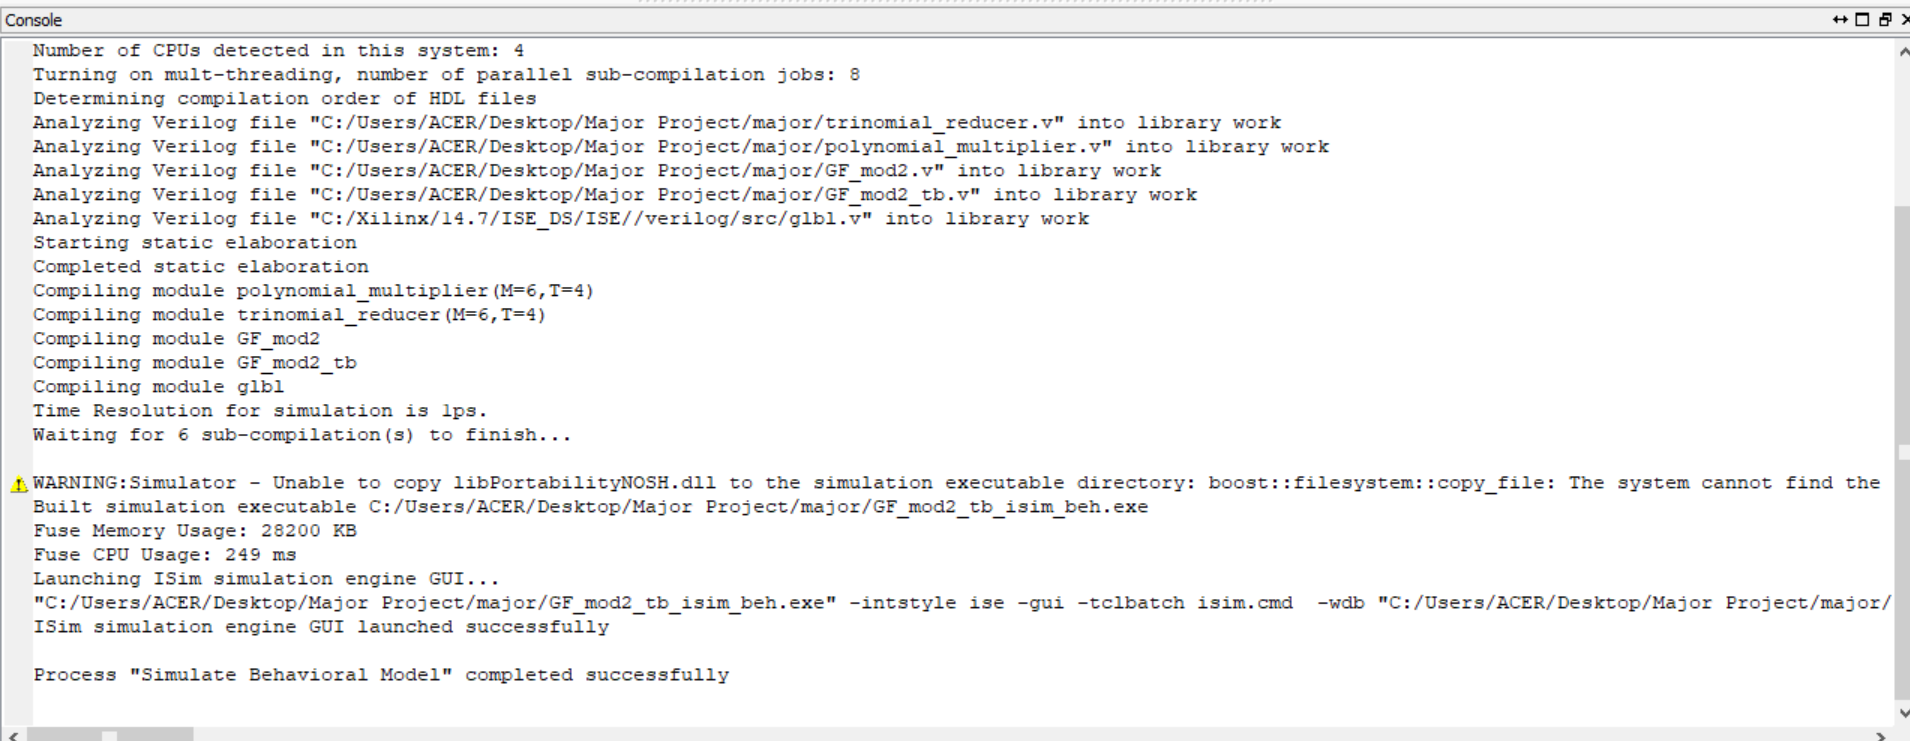 Console
Number of CPUs detected in this system: 4
Turning on mult-threading, number of parallel sub-compilation jobs: 8
Determining compilation order of HDL files
Analyzing Verilog file "C:/Users/ACER/Desktop/Major Project/major/trinomial_reducer.v" into library work
Analyzing Verilog file "C:/Users/ACER/Desktop/Major Project/major/polynomial_multiplier.v" into library work
Analyzing Verilog file "C:/Users/ACER/Desktop/Major Project/major/GF_mod2.v" into library work
Analyzing Verilog file "C:/Users/ACER/Desktop/Major Project/major/GF_mod2_tb.v" into library work
Analyzing Verilog file "C:/Xilinx/14.7/ISE_DS/ISE//verilog/src/glbl.v" into library work
Starting static elaboration
Completed static elaboration
Compiling module polynomial_multiplier(M=6,T=4)
Compiling module trinomial_reducer(M=6,T=4)
Compiling module GF_mod2
Compiling module GF_mod2_tb
Compiling module glbl
Time Resolution for simulation is 1ps.
Waiting for 6 sub-compilation(s) to finish...
WARNING:Simulator - Unable to copy libPortabilityNOSH.dll to the simulation executable directory: boost::filesystem::copy_file: The system cannot find the
Built simulation executable C:/Users/ACER/Desktop/Major Project/major/GF_mod2_tb_isim_beh.exe
Fuse Memory Usage: 28200 KB
Fuse CPU Usage: 249 ms
Launching ISim simulation engine GUI...
"C:/Users/ACER/Desktop/Major Project/major/GF_mod2_tb_isim_beh.exe" -intstyle ise -gui -tclbatch isim.cmd  -wdb "C:/Users/ACER/Desktop/Major Project/major/
ISim simulation engine GUI launched successfully
Process "Simulate Behavioral Model" completed successfully